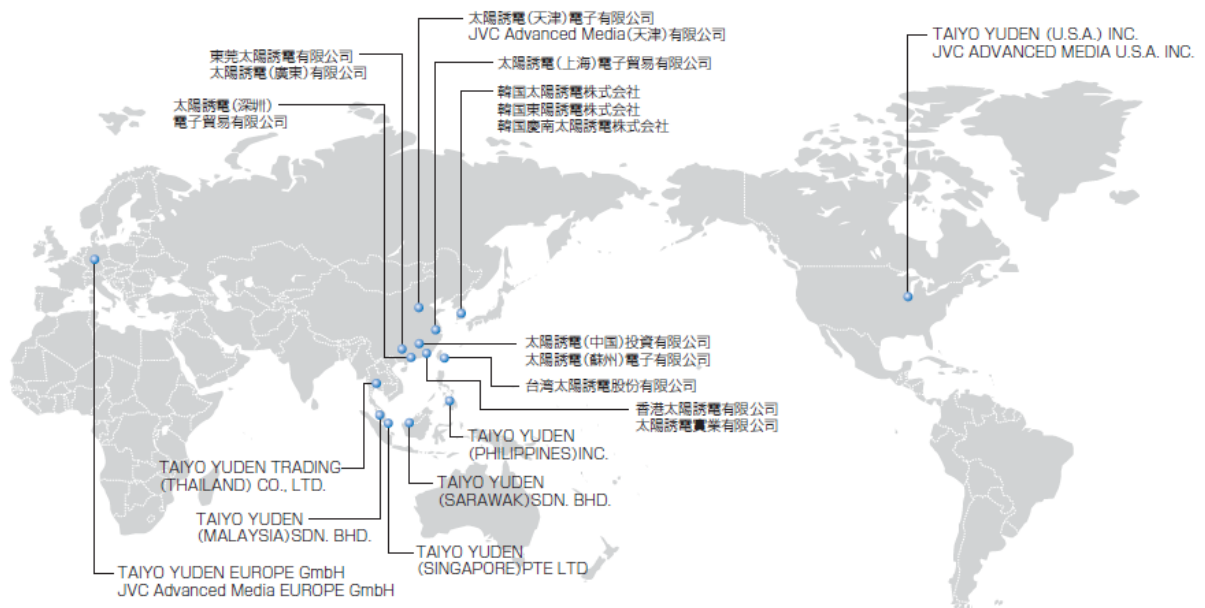 太陽誘電(天津)電子有限公司
JVC Advanced Media(天津)有限公司
TAIYO YUDEN (U.S.A.) INC.
JVC ADVANCED MEDIA U.S.A. INC.
東莞太陽誘電有限公司
太陽誘電(廣東)有限公司
太陽誘電(上海)電子貿易有限公司
太陽誘電(深圳)
電子貿易有限公司
韓国太陽誘電株式会社
韓国東陽誘電株式会社
韓国慶南太陽誘電株式会社
太陽誘電(中国)投資有限公司
太陽誘電(蘇州)電子有限公司
台湾太陽誘電股份有限公司
香港太陽誘電有限公司
太陽誘電實業有限公司
TAIYO YUDEN
(PHILIPPINES)INC.
TAIYO YUDEN TRADING
(THAILAND) CO., LTD.
TAIYO YUDEN
(SARAWAK)SDN. BHD.
TAIYO YUDEN
(MALAYSIA)SDN. BHD.
TAIYO YUDEN
(SINGAPORE)PTE LTD
TAIYO YUDEN EUROPE GmbH
JVC Advanced Media EUROPE GmbH